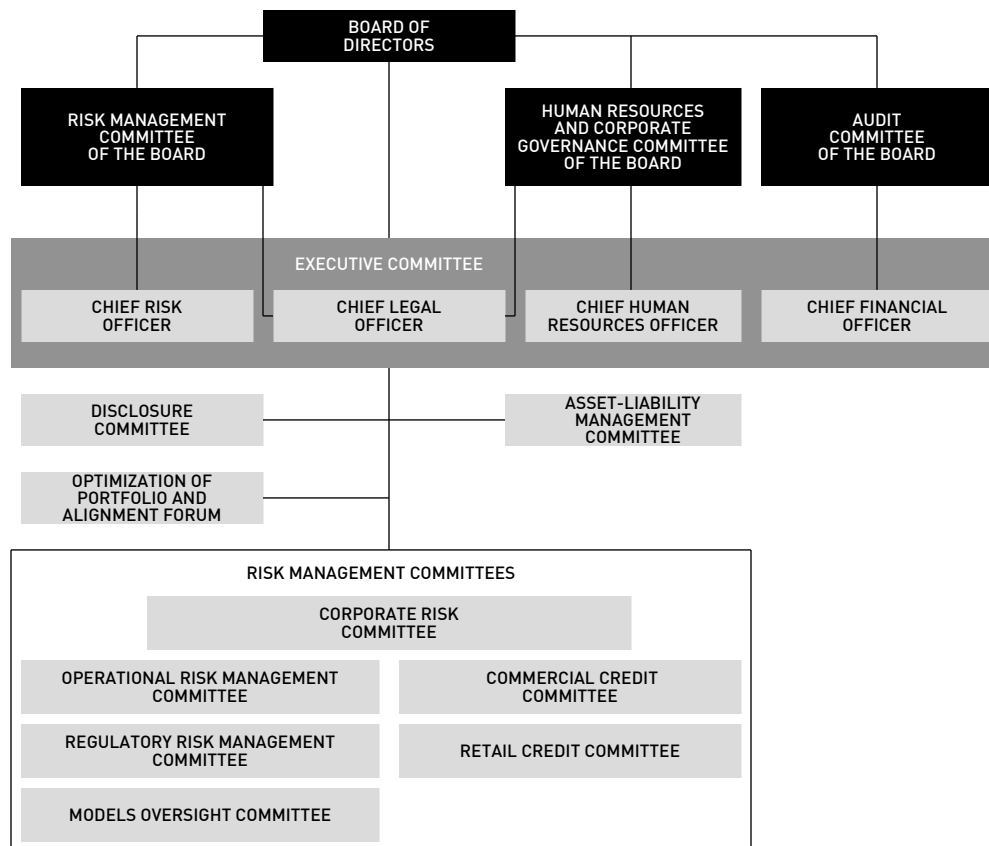 BOARD OF
DIRECTORS
RISK MANAGEMENT
COMMITTEE
OF THE BOARD
HUMAN RESOURCES
AND CORPORATE
GOVERNANCE COMMITTEE
OF THE BOARD
AUDIT
COMMITTEE
OF THE BOARD
EXECUTIVE COMMITTEE
CHIEF RISK
OFFICER
CHIEF LEGAL
OFFICER
CHIEF HUMAN
RESOURCES OFFICER
CHIEF FINANCIAL
OFFICER
DISCLOSURE
COMMITTEE
ASSET-LIABILITY
MANAGEMENT
COMMITTEE
OPTIMIZATION OF
PORTFOLIO AND
ALIGNMENT FORUM
RISK MANAGEMENT COMMITTEES
CORPORATE RISK
COMMITTEE
OPERATIONAL RISK MANAGEMENT
COMMITTEE
COMMERCIAL CREDIT
COMMITTEE
REGULATORY RISK MANAGEMENT
COMMITTEE
RETAIL CREDIT COMMITTEE
MODELS OVERSIGHT COMMITTEE